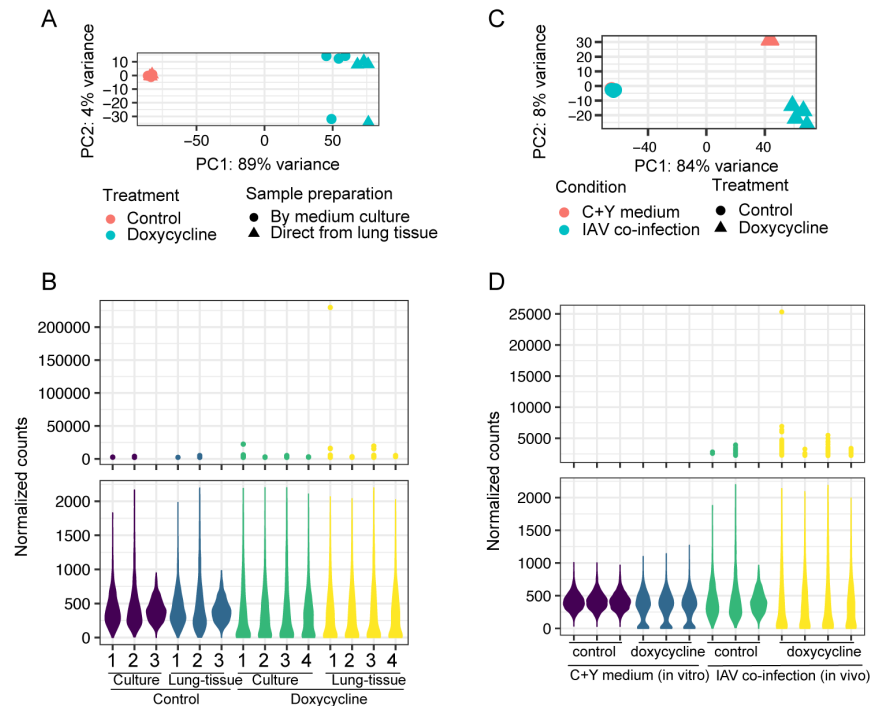 A
PC2: 4% variance
10
0
−10
−20
−30
−50
0
50
PC1: 89% variance
Treatment
Control
Doxycycline
Sample preparation
By medium culture
Direct from lung tissue
C
PC2: 8% variance
30
20
10
0
−10
−20
−40
0
40
PC1: 84% variance
Condition
C+Y medium
IAV co-infection
Treatment
Control
Doxycycline
B
Normalized counts
200000
150000
100000
50000
0
2000
1500
1000
500
0
1 2 3 1 2 3 1 2 3 4 1 2 3 4
Culture Lung-tissue Culture Lung-tissue
Control Doxycycline
D
Normalized counts
25000
20000
15000
10000
5000
2000
1500
1000
500
0
control doxycycline control doxycycline
C+Y medium (in vitro) IAV co-infection (in vivo)